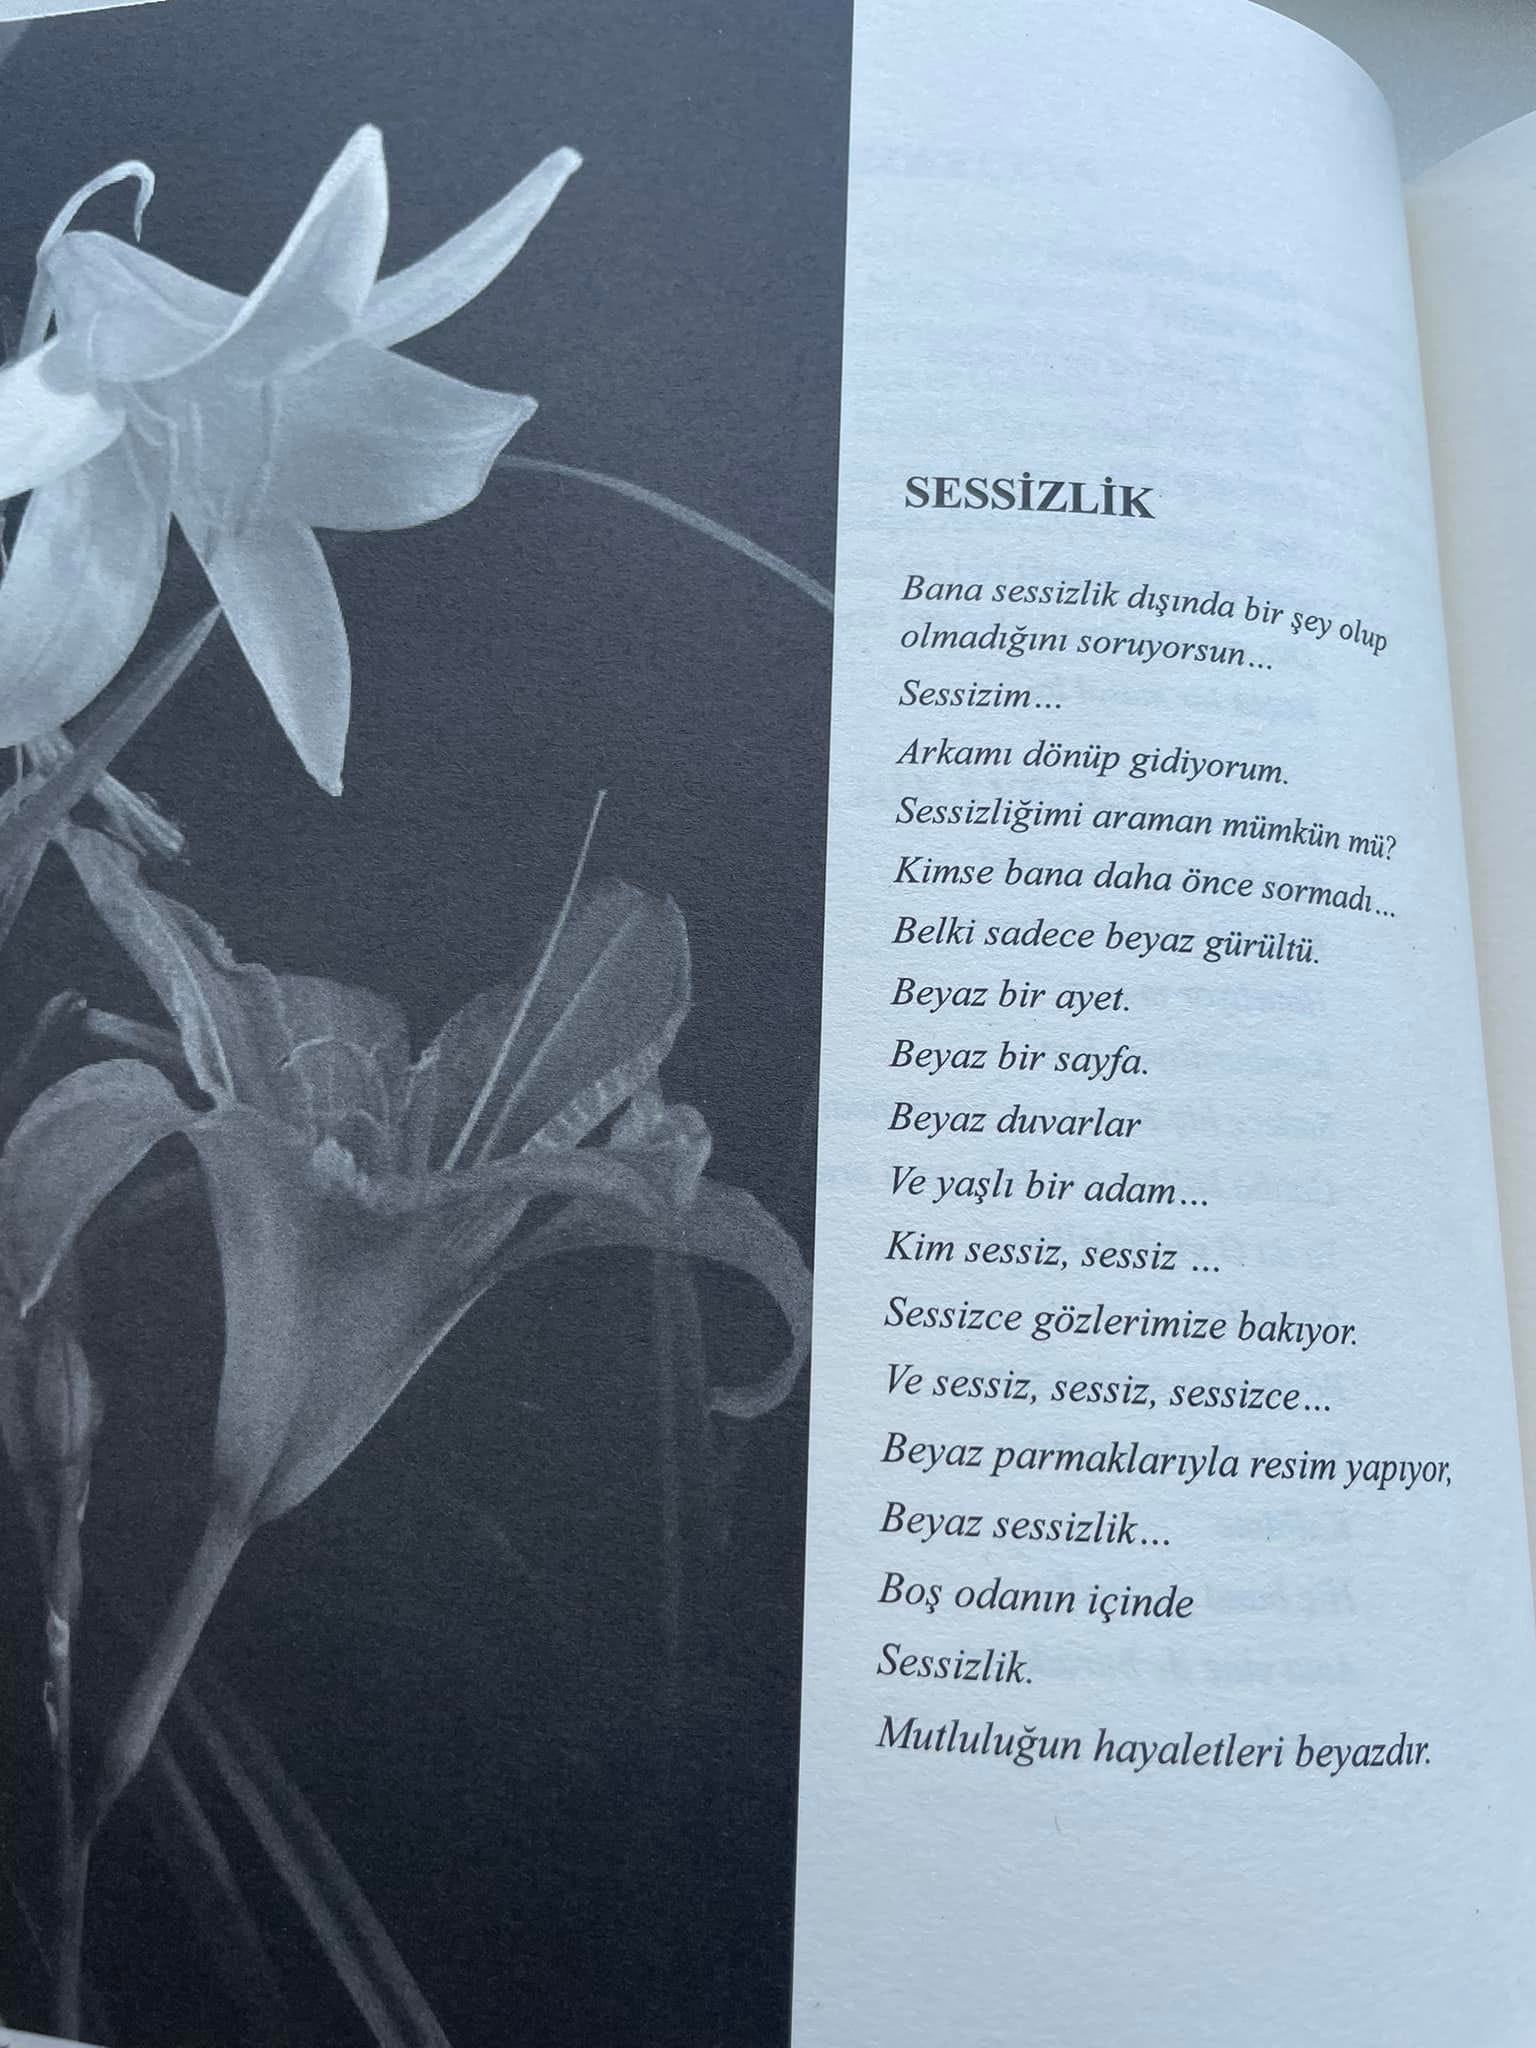 SESSİZLİK
Bana sessizlik dışında bir şey olup
olmadığını soruyorsun...
Sessizim...
Arkamı dönüp gidiyorum.
Sessizliğimi araman mümkün mü?
Kimse bana daha önce sormadı...
Belki sadece beyaz gürültü.
Beyaz bir ayet.
Beyaz bir sayfa.
Beyaz duvarlar
Ve yaşlı bir adam...
Kim sessiz, sessiz ...
Sessizce gözlerimize bakıyor.
Ve sessiz, sessiz, sessizce...
Beyaz parmaklarıyla resim yapıyor,
Beyaz sessizlik...
Boş odanın içinde
Sessizlik.
Mutluluğun hayaletleri beyazdır.